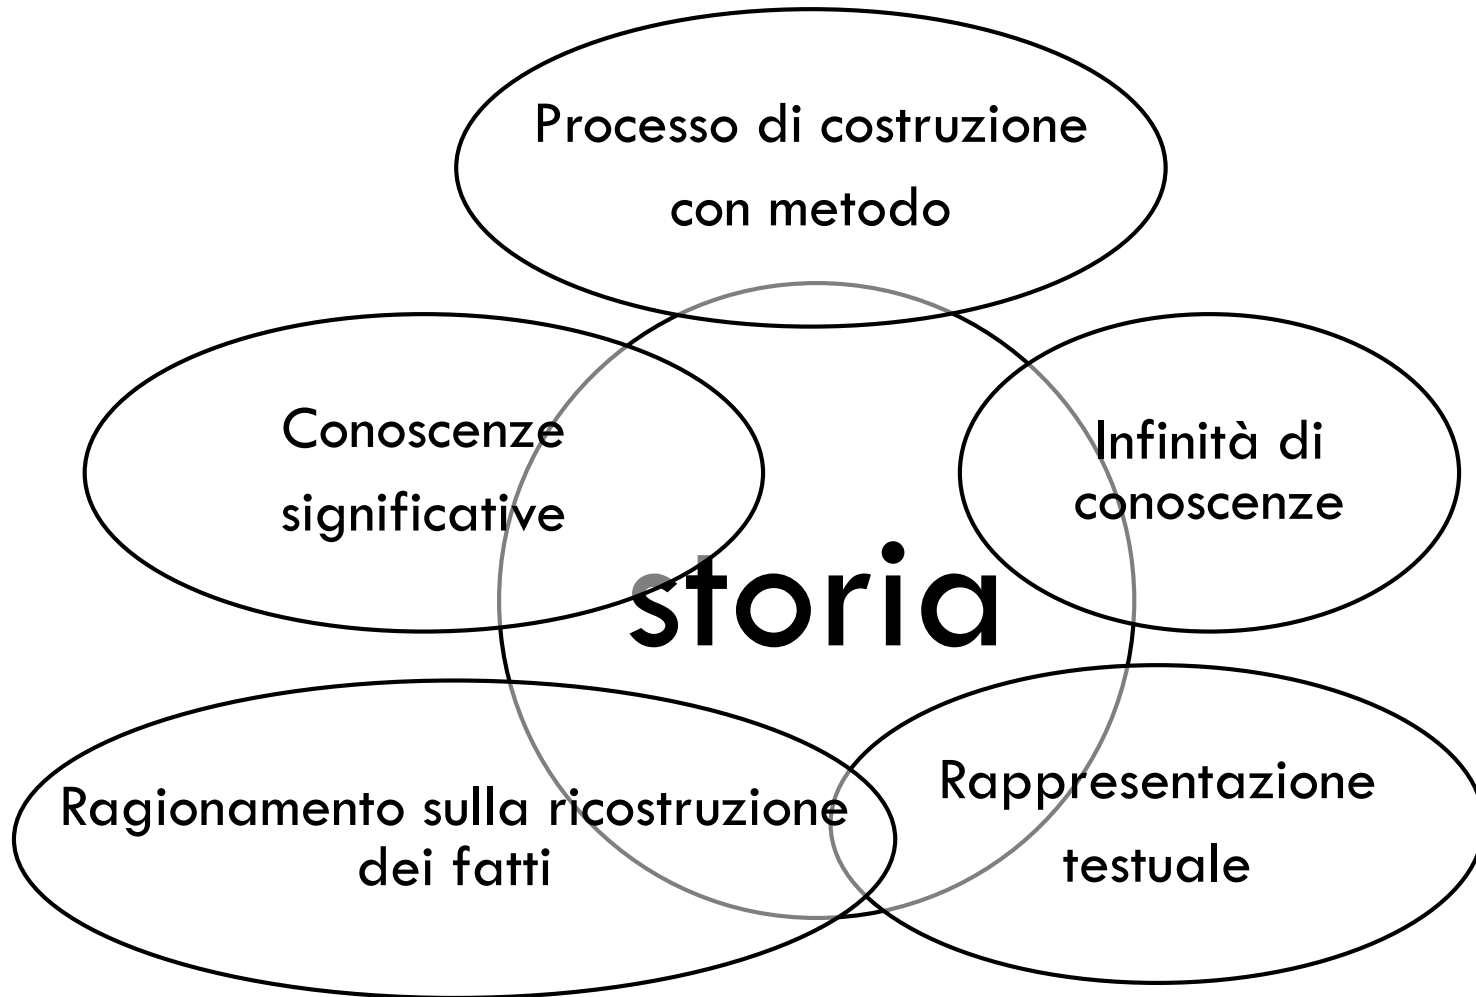 Processo di costruzione
con metodo
Conoscenze
significative
Infinità di
conoscenze
storia
Ragionamento sulla ricostruzione
dei fatti
Rappresentazione
testuale